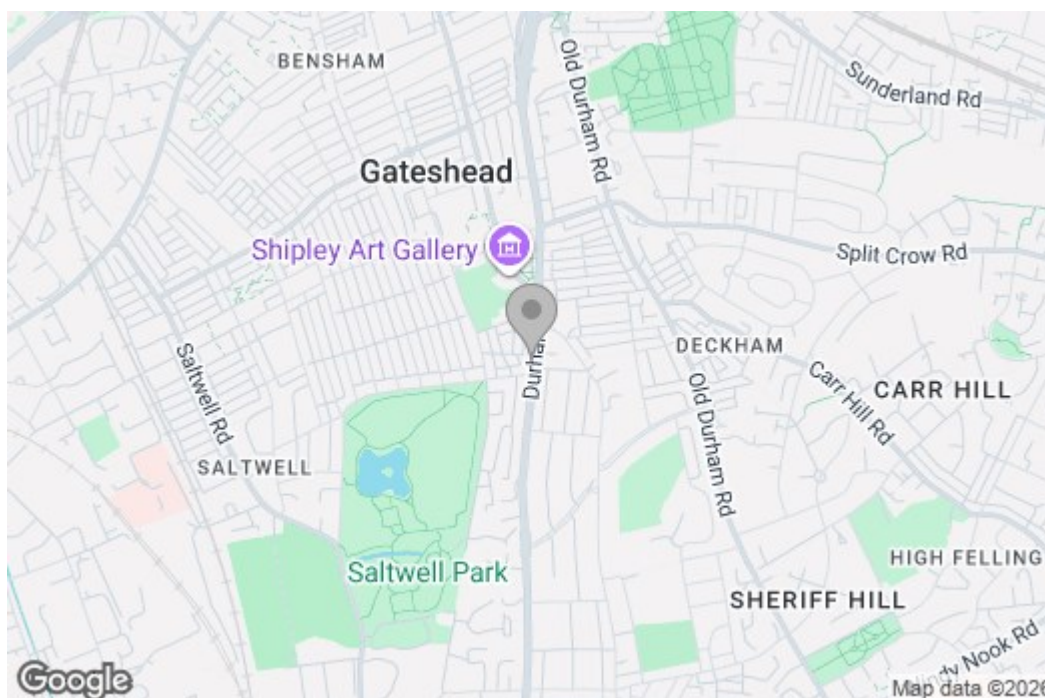 BENSHAM
Old Durham Rd
Sunderland Rd
Gateshead
Shipley Art Gallery
Split Crow Rd
DECKHAM
Saltwell Rd
Carr Hill Rd
CARR HILL
Old Durham Rd
SALTWELL
Saltwell Park
HIGH FELLING
SHERIFF HILL
Nook Rd
Google
Map data ©2026